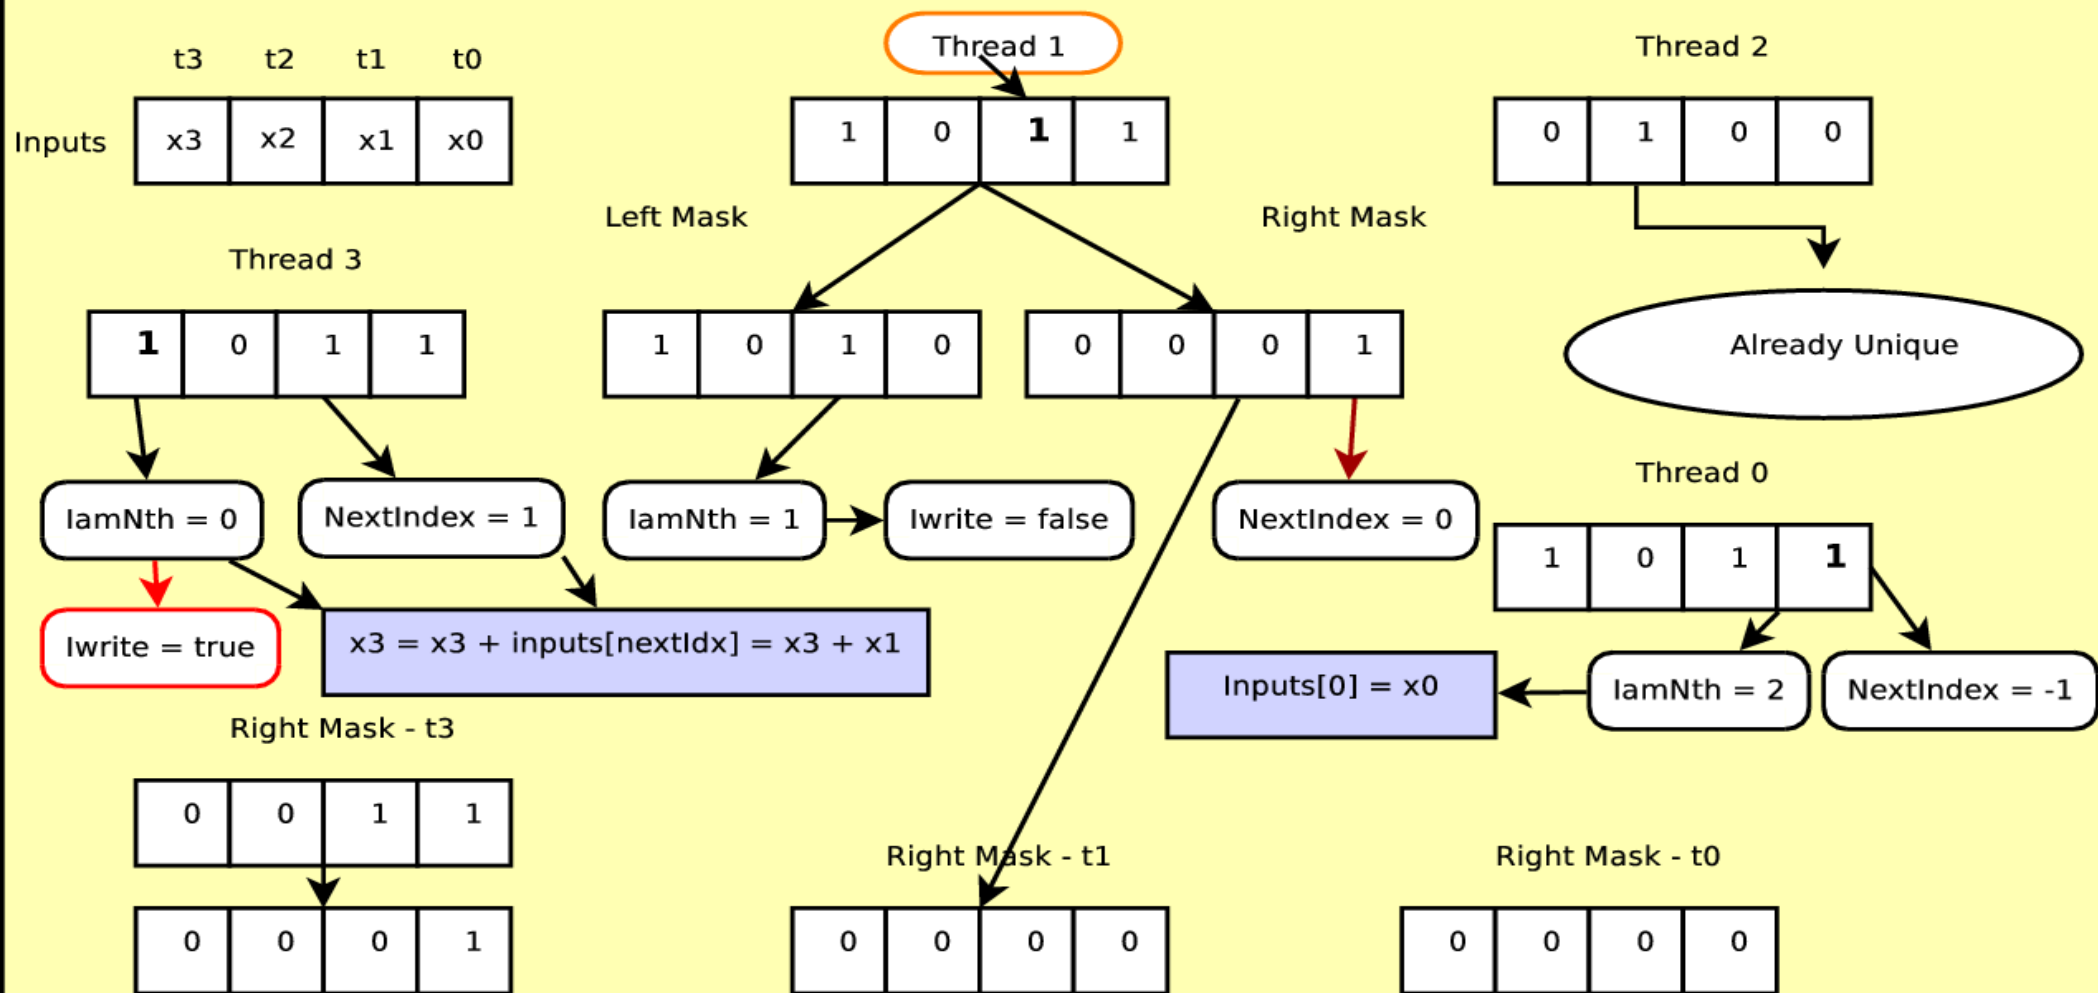 t3 t2 t1 t0
Inputs x3 x2 x1 x0
Thread 1
1 0 1 1
Thread 2
0 1 0 0
Already Unique
Left Mask
Right Mask
1 0 1 0
0 0 0 1
IamNth = 1
Iwrite = false
NextIndex = 0
Thread 3
1 0 1 1
IamNth = 0
NextIndex = 1
Iwrite = true
x3 = x3 + inputs[nextIdx] = x3 + x1
Thread 0
1 0 1 1
Inputs[0] = x0
IamNth = 2
NextIndex = -1
Right Mask - t3
0 0 1 1
0 0 0 1
Right Mask - t1
0 0 0 0
Right Mask - t0
0 0 0 0